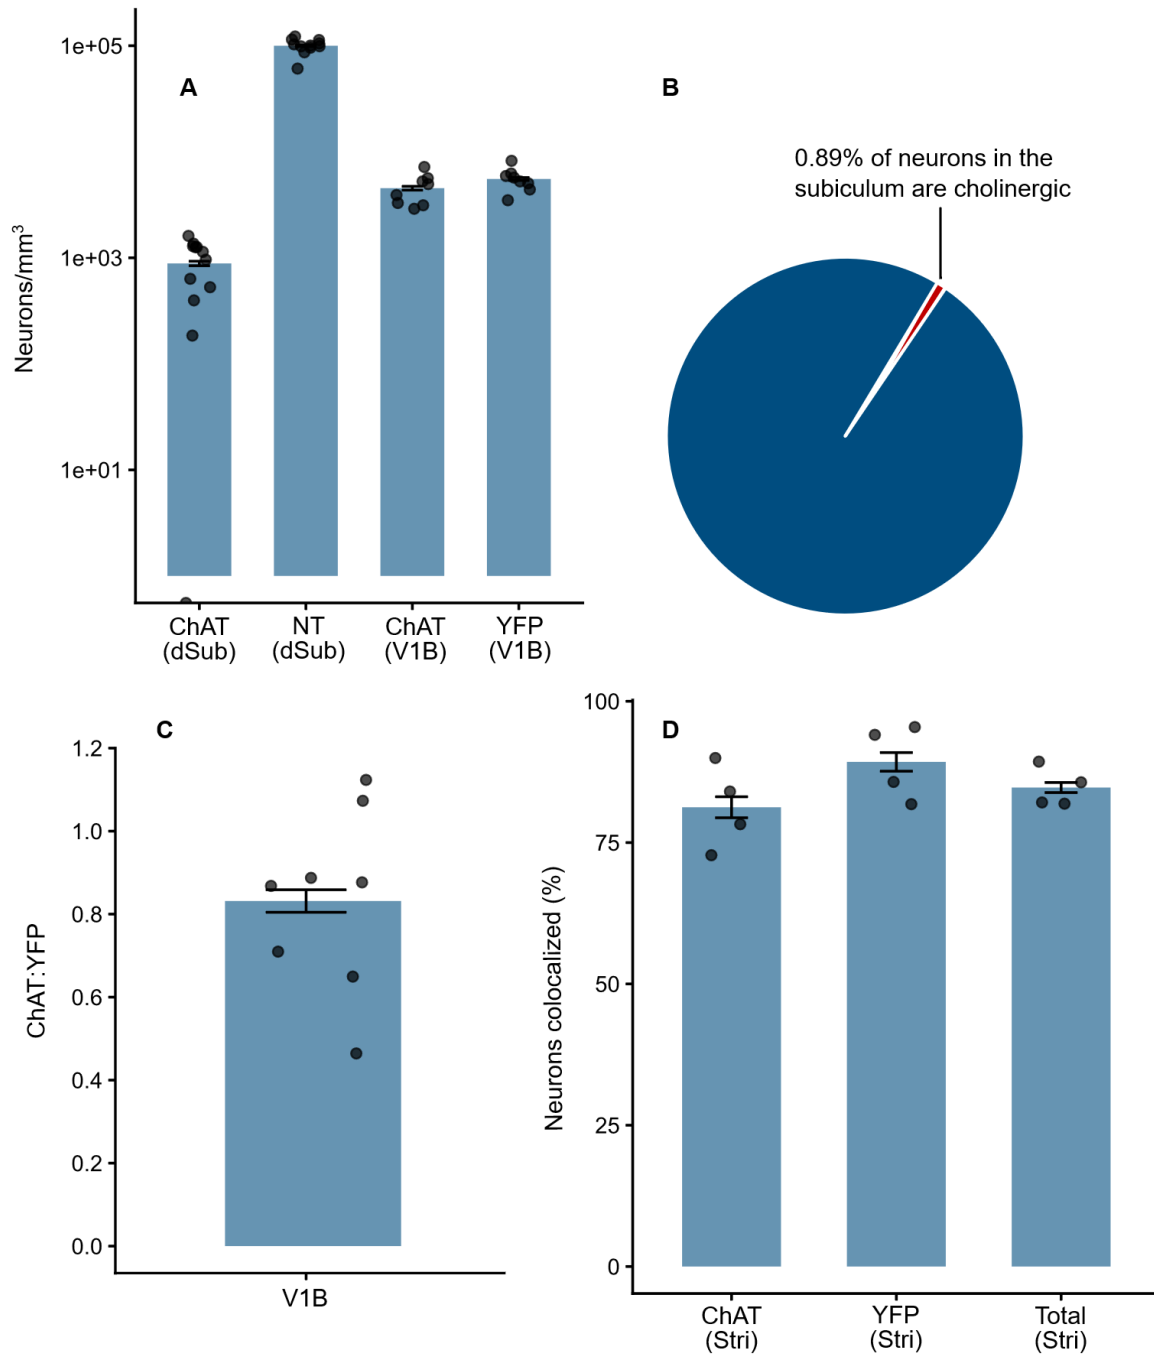 A
1e+05
1e+03
1e+01
Neurons/mm³
ChAT
(dSub)
NT
(dSub)
ChAT
(V1B)
YFP
(V1B)
B
0.89% of neurons in the
subiculum are cholinergic
C
1.2
1.0
0.8
0.6
0.4
0.2
0.0
ChAT:YFP
V1B
D
100
75
50
25
0
Neurons colocalized (%)
ChAT
(Stri)
YFP
(Stri)
Total
(Stri)